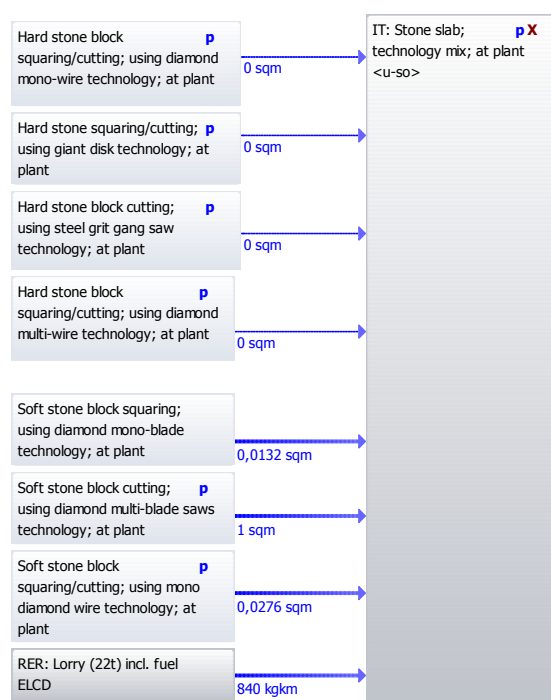 Hard stone block p
squaring/cutting; using diamond
mono-wire technology; at plant
0 sqm
IT: Stone slab; pX
technology mix; at plant
<u-so>
Hard stone squaring/cutting; p
using giant disk technology; at
plant
0 sqm
Hard stone block cutting; p
using steel grit gang saw
technology; at plant
0 sqm
Hard stone block p
squaring/cutting; using diamond
multi-wire technology; at plant
0 sqm
Soft stone block squaring;
using diamond mono-blade
technology; at plant
0,0132 sqm
Soft stone block cutting; p
using diamond multi-blade saws
technology; at plant
1 sqm
Soft stone block p
squaring/cutting; using mono
diamond wire technology; at
plant
0,0276 sqm
RER: Lorry (22t) incl. fuel
ELCD
840 kgkm